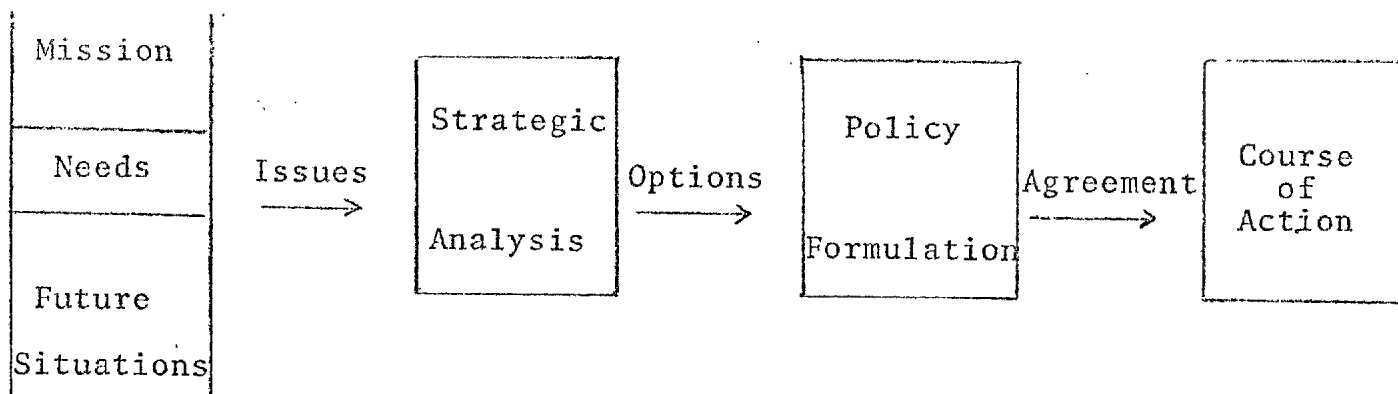 Mission
Needs
Future
Situations
Issues
Strategic
Analysis
Options
Policy
Formulation
Agreement
Course
of
Action